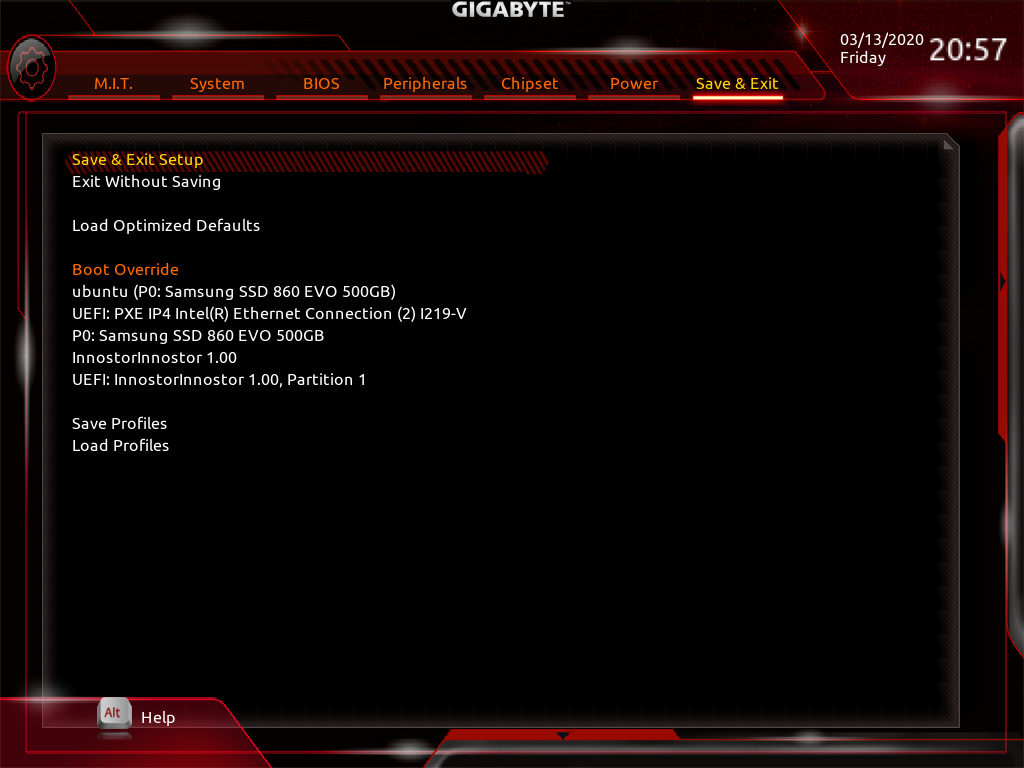 GIGABYTE™
03/13/2020
Friday
20:57
M.I.T. System BIOS Peripherals Chipset Power Save & Exit
Save & Exit Setup
Exit Without Saving
Load Optimized Defaults
Boot Override
ubuntu (P0: Samsung SSD 860 EVO 500GB)
UEFI: PXE IP4 Intel(R) Ethernet Connection (2) I219-V
P0: Samsung SSD 860 EVO 500GB
InnostorInnostor 1.00
UEFI: InnostorInnostor 1.00, Partition 1
Save Profiles
Load Profiles
Alt Help